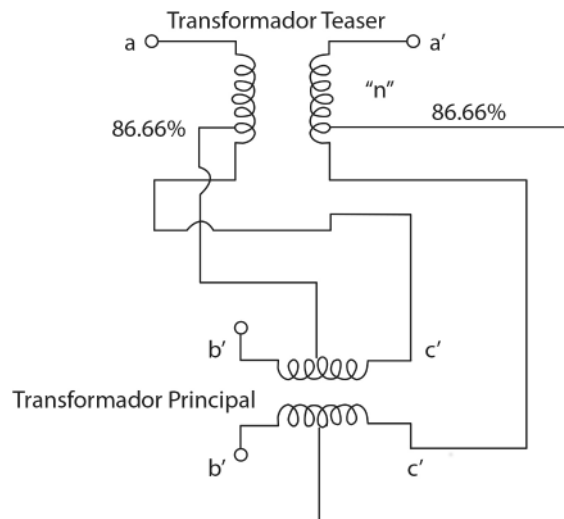 Transformador Teaser
a
a’
“n”
86.66%
86.66%
b’
c’
Transformador Principal
b’
c’